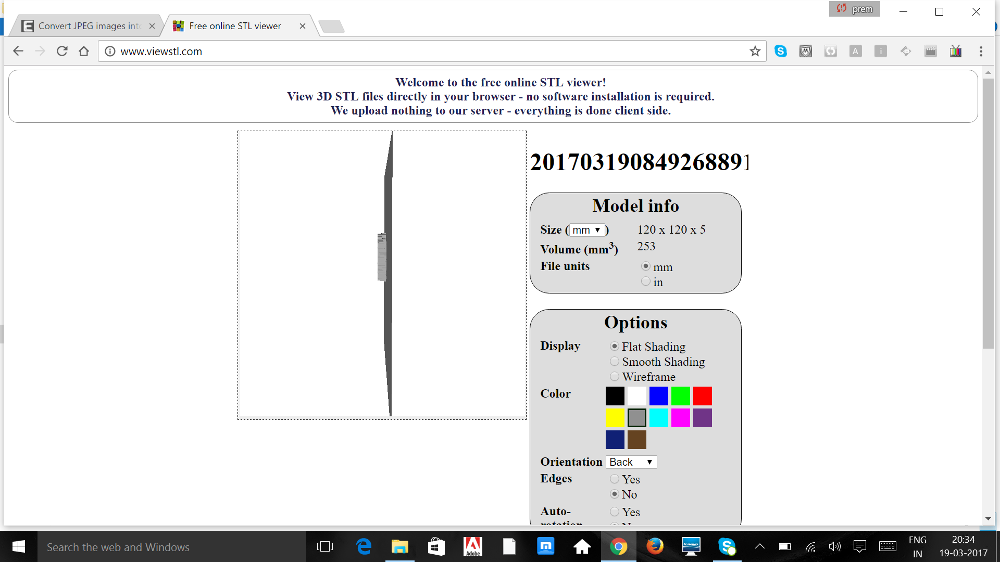 prem
Convert JPEG images into
Free online STL viewer
www.viewstl.com
Welcome to the free online STL viewer!
View 3D STL files directly in your browser - no software installation is required.
We upload nothing to our server - everything is done client side.
20170319084926889
Model info
Size (mm) 120 x 120 x 5
Volume (mm³) 253
File units mm
in
Options
Display Flat Shading
Smooth Shading
Wireframe
Color
Orientation Back
Edges Yes
No
Auto- Yes
rotation
Search the web and Windows
Adobe
lenovo
ENG
IN
20:34
19-03-2017